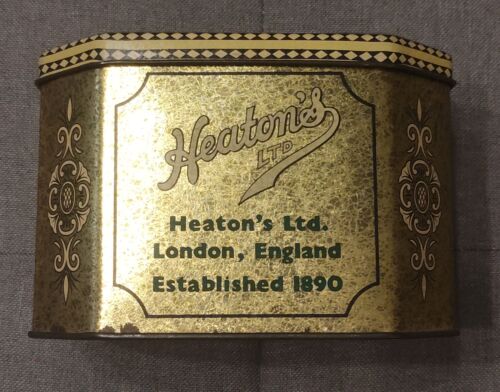 Heaton's
LTD
Heaton's Ltd.
London, England
Established 1890